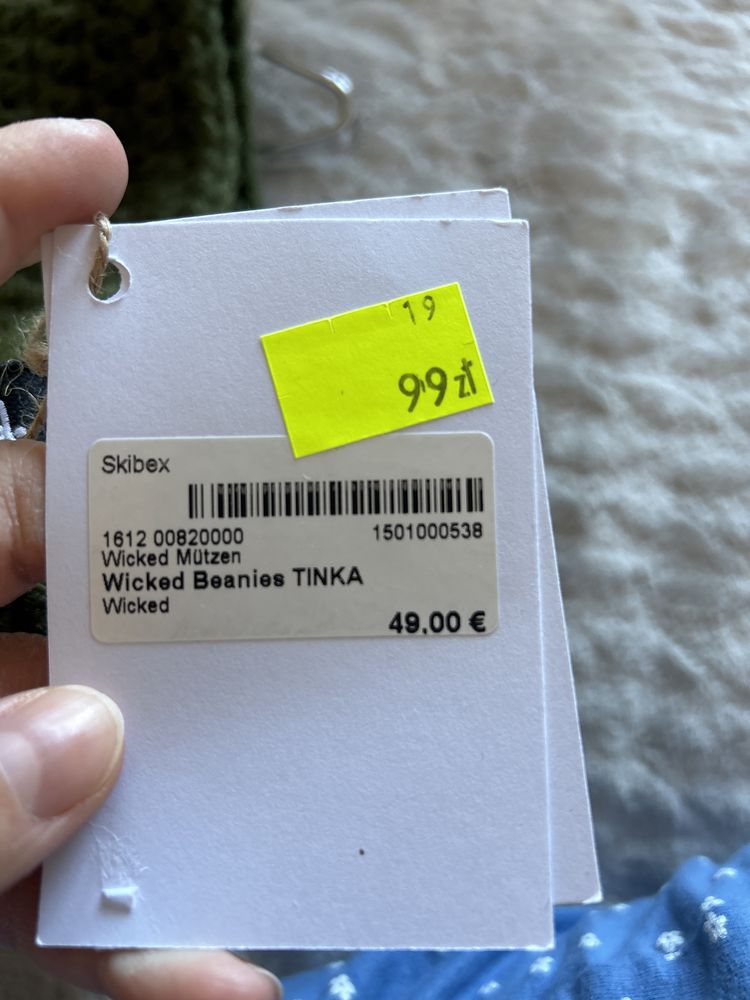 19
99 zł
Skibex
1612 00820000 1501000538
Wicked Mützen
Wicked Beanies TINKA
Wicked
49,00 €